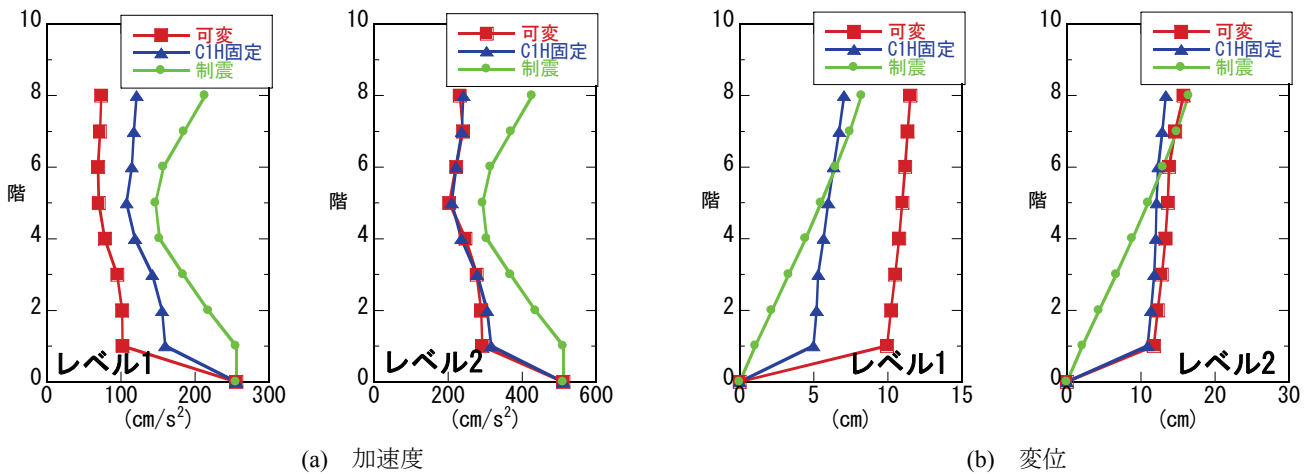 10
8
6
4
2
0
階
可変
C1H固定
制震
レベル1
0 100 200 300
(cm/s²)
10
8
6
4
2
0
階
可変
C1H固定
制震
レベル2
0 200 400 600
(cm/s²)
(a) 加速度
10
8
6
4
2
0
階
可変
C1H固定
制震
レベル1
0 5 10 15
(cm)
10
8
6
4
2
0
階
可変
C1H固定
制震
レベル2
0 10 20 30
(cm)
(b) 変位